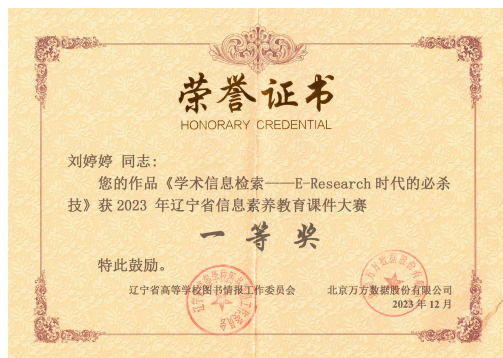 荣誉证书
HONORARY CREDENTIAL
刘婷婷 同志:
您的作品《学术信息检索——E-Research 时代的必杀
技》获 2023 年辽宁省信息素养教育课件大赛
一等奖
特此鼓励。
辽宁省高等学校图书情报工作委员会 北京万方数据股份有限公司
2023 年 12 月